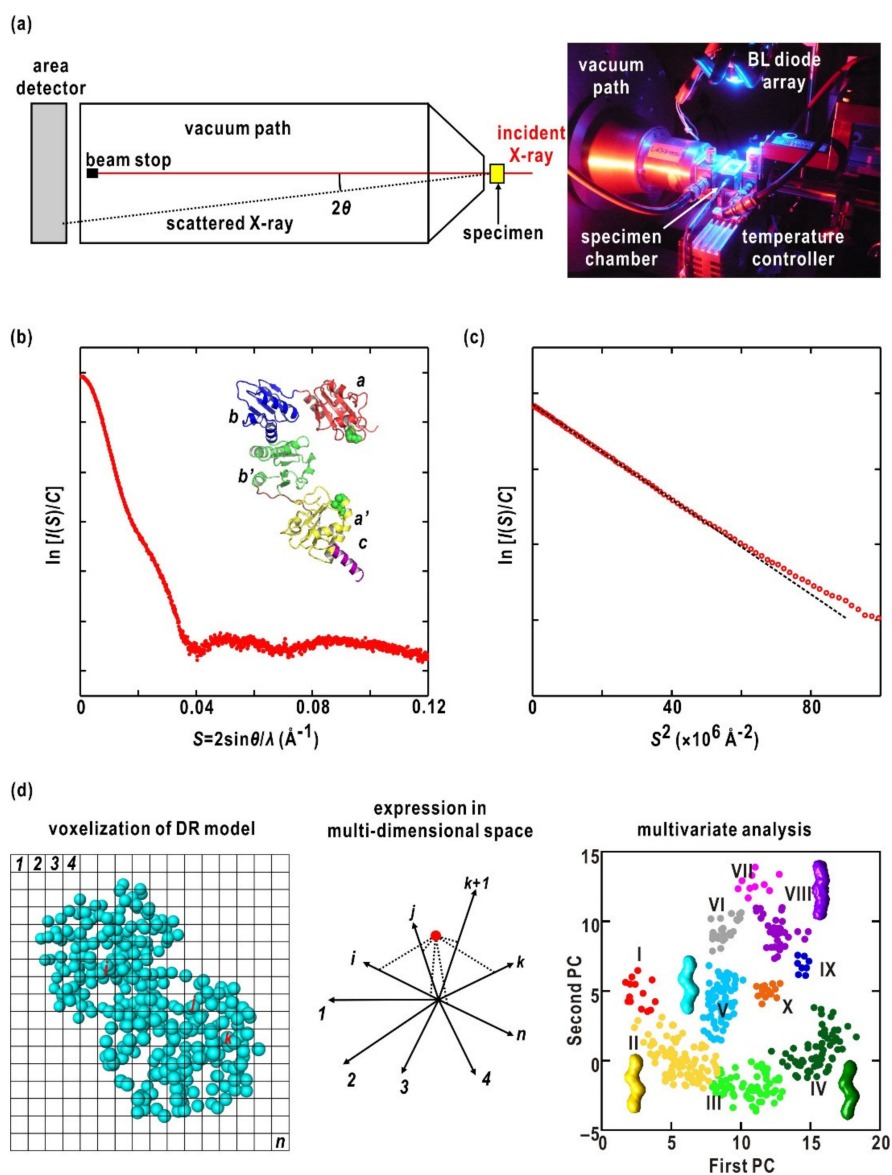 (a)
area
detector
vacuum path
beam stop
2θ
scattered X-ray
incident
X-ray
specimen
vacuum
path
BL diode
array
specimen
chamber
temperature
controller
(b)
ln [I(S)/C]
a
b
b'
a'
c
0
0.04
0.08
0.12
S=2sinθ/λ (Å-1)
(c)
ln [I(S)/C]
0
40
80
S2 (×106 Å-2)
(d)
voxelization of DR model
1 2 3 4
i
j
k
n
expression in
multi-dimensional space
k+1
j
i
k
1
n
2
3
4
multivariate analysis
Second PC
15
10
5
0
−5
VII
VIII
VI
I
IX
V
X
II
III
IV
0
5
10
15
20
First PC